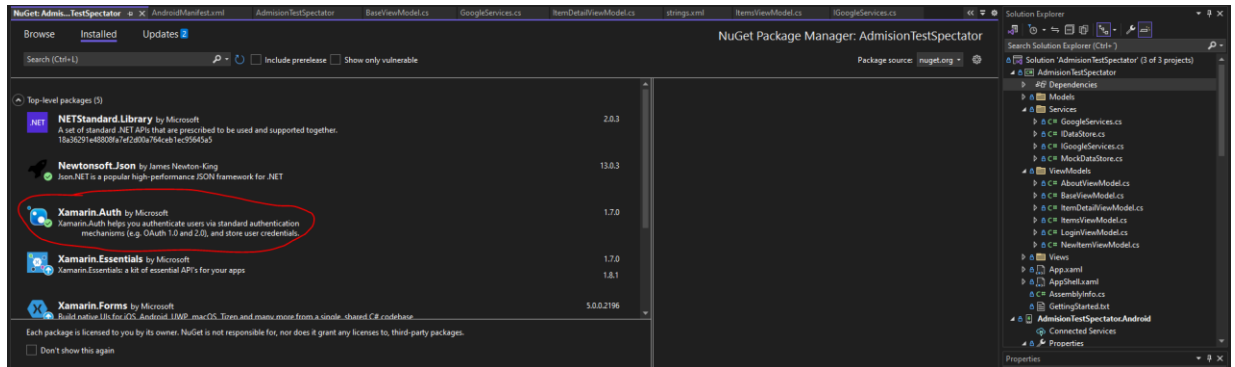 NuGet: Admis...TestSpectator
AndroidManifest.xml
AdmisionTestSpectator
BaseViewModel.cs
GoogleServices.cs
ItemDetailViewModel.cs
strings.xml
ItemsViewModel.cs
IGoogleServices.cs
Browse Installed Updates 2
NuGet Package Manager: AdmisionTestSpectator
Search (Ctrl+L)
Include prerelease
Show only vulnerable
Package source: nuget.org
Top-level packages (5)
.NET
NETStandard.Library by Microsoft
2.0.3
A set of standard .NET APIs that are prescribed to be used and supported together.
18a36291e48808fa7ef2d00a764ceb1ec95645a5
Newtonsoft.Json by James Newton-King
13.0.3
Json.NET is a popular high-performance JSON framework for .NET
Xamarin.Auth by Microsoft
1.7.0
Xamarin.Auth helps you authenticate users via standard authentication
mechanisms (e.g. OAuth 1.0 and 2.0), and store user credentials.
Xamarin.Essentials by Microsoft
1.7.0
Xamarin.Essentials: a kit of essential API's for your apps
1.8.1
Xamarin.Forms by Microsoft
5.0.0.2196
Build native UIs for iOS, Android, UWP, macOS, Tizen and many more from a single, shared C# codebase
Each package is licensed to you by its owner. NuGet is not responsible for, nor does it grant any licenses to, third-party packages.
Don't show this again
Solution Explorer
Search Solution Explorer (Ctrl+´)
Solution 'AdmisionTestSpectator' (3 of 3 projects)
AdmisionTestSpectator
Dependencies
Models
Services
C# GoogleServices.cs
C# IDataStore.cs
C# IGoogleServices.cs
C# MockDataStore.cs
ViewModels
C# AboutViewModel.cs
C# BaseViewModel.cs
C# ItemDetailViewModel.cs
C# ItemsViewModel.cs
C# LoginViewModel.cs
C# NewItemViewModel.cs
Views
App.xaml
AppShell.xaml
C# AssemblyInfo.cs
GettingStarted.txt
AdmisionTestSpectator.Android
Connected Services
Properties
Properties